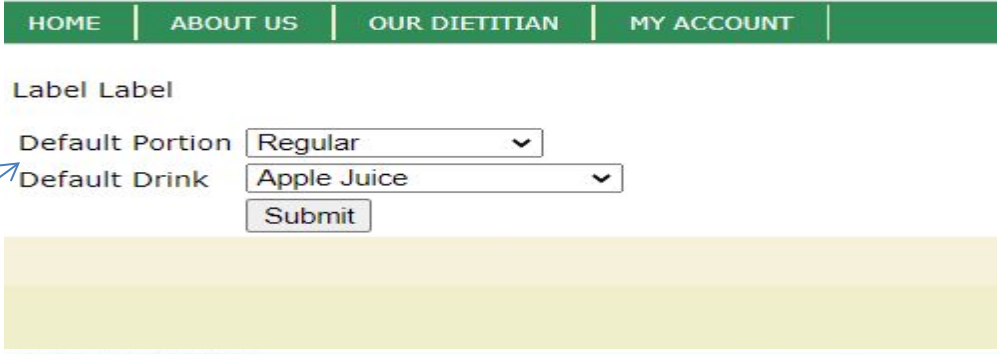 HOME ABOUT US OUR DIETITIAN MY ACCOUNT
Label Label
Default Portion Regular
Default Drink Apple Juice
Submit